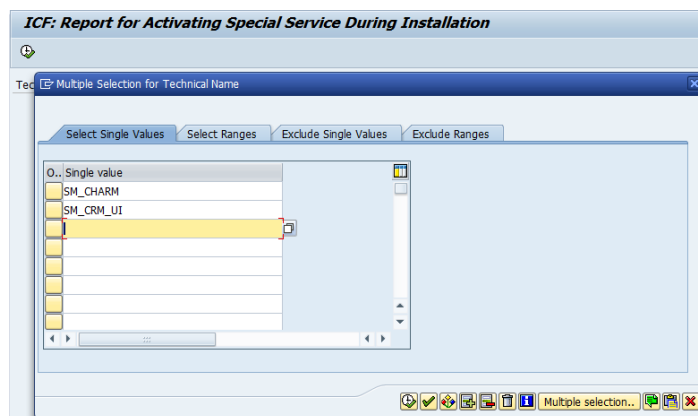 ICF: Report for Activating Special Service During Installation
Tec
Multiple Selection for Technical Name
Select Single Values Select Ranges Exclude Single Values Exclude Ranges
O.. Single value
SM_CHARM
SM_CRM_UI
Multiple selection..